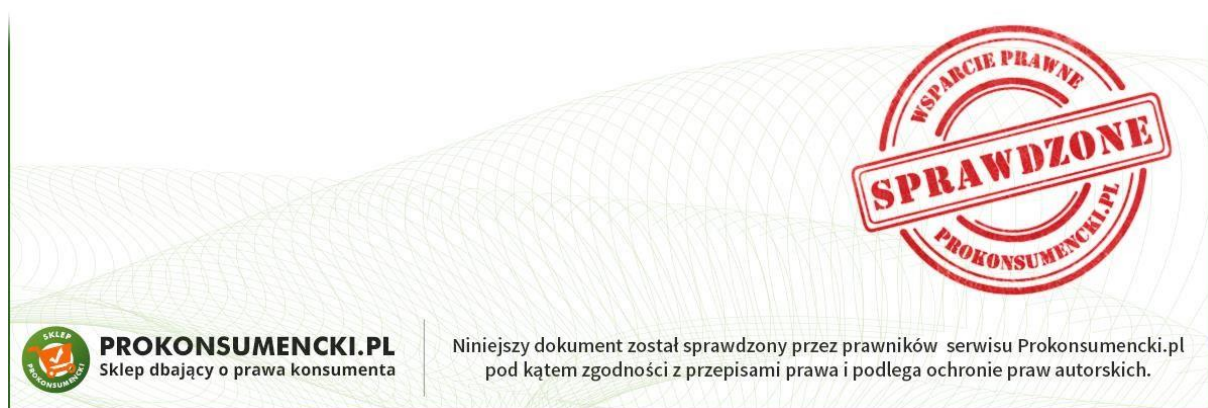 WSPARCIE PRAWNE
SPRAWDZONE
PROKONSUMENCKI.PL
SKLEP
PROKONSUMENCKI
PROKONSUMENCKI.PL
Sklep dbający o prawa konsumenta
Niniejszy dokument został sprawdzony przez prawników serwisu Prokonsumencki.pl
pod kątem zgodności z przepisami prawa i podlega ochronie praw autorskich.